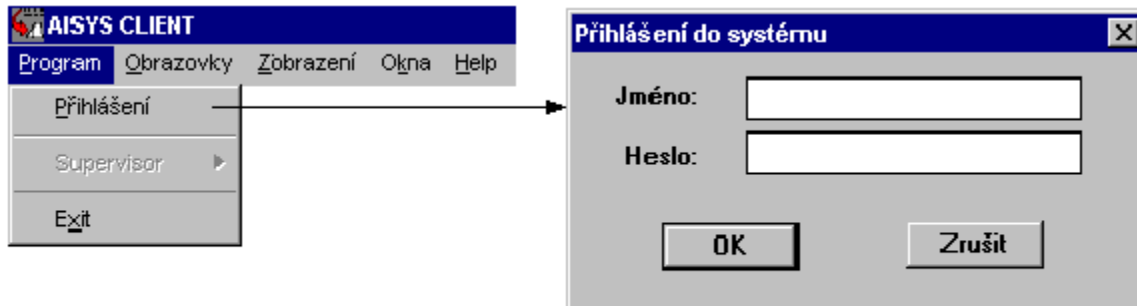 AISYS CLIENT
Program Obrazovky Zobrazení Okna Help
Přihlášení
Supervisor
Exit
Přihlášení do systému
Jméno:
Heslo:
OK Zrušit